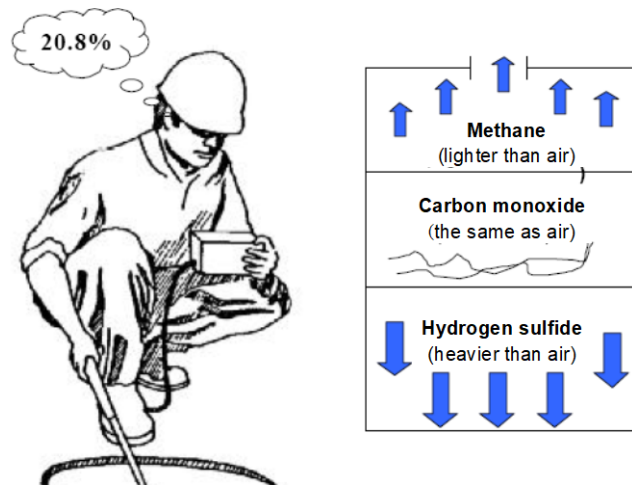 20.8%
Methane
(lighter than air)
Carbon monoxide
(the same as air)
Hydrogen sulfide
(heavier than air)